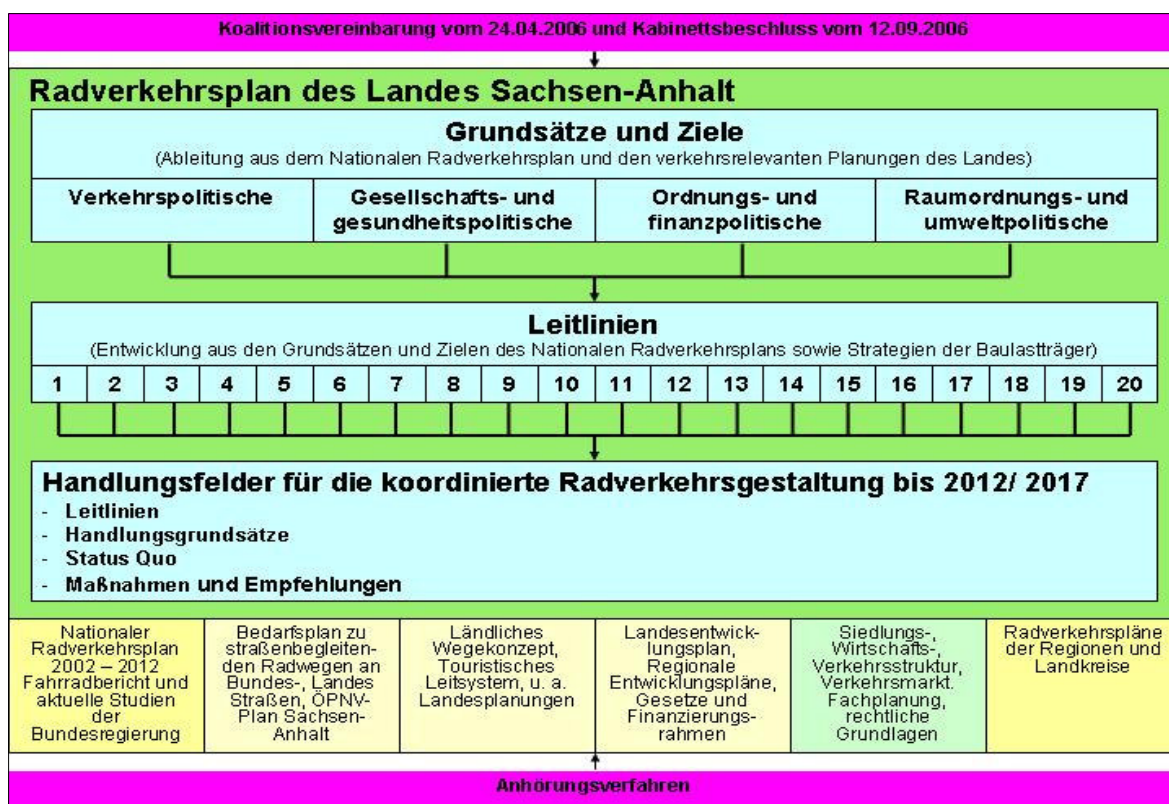 Koalitionsvereinbarung vom 24.04.2006 und Kabinettsbeschluss vom 12.09.2006
Radverkehrsplan des Landes Sachsen-Anhalt
Grundsätze und Ziele
(Ableitung aus dem Nationalen Radverkehrsplan und den verkehrsrelevanten Planungen des Landes)
Verkehrspolitische
Gesellschafts- und
gesundheitspolitische
Ordnungs- und
finanzpolitische
Raumordnungs- und
umweltpolitische
Leitlinien
(Entwicklung aus den Grundsätzen und Zielen des Nationalen Radverkehrsplans sowie Strategien der Baulastträger)
1 2 3 4 5 6 7 8 9 10 11 12 13 14 15 16 17 18 19 20
Handlungsfelder für die koordinierte Radverkehrsgestaltung bis 2012/ 2017
- Leitlinien
- Handlungsgrundsätze
- Status Quo
- Maßnahmen und Empfehlungen
Nationaler
Radverkehrsplan
2002 – 2012
Fahrradbericht und
aktuelle Studien
der
Bundesregierung
Bedarfsplan zu
straßenbegleiten-
den Radwegen an
Bundes-, Landes
Straßen, ÖPNV-
Plan Sachsen-
Anhalt
Ländliches
Wegekonzept,
Touristisches
Leitsystem, u. a.
Landesplanungen
Landesentwick-
lungsplan,
Regionale
Entwicklungspläne,
Gesetze und
Finanzierungs-
rahmen
Siedlungs-,
Wirtschafts-,
Verkehrsstruktur,
Verkehrsmarkt.
Fachplanung,
rechtliche
Grundlagen
Radverkehrspläne
der Regionen und
Landkreise
Anhörungsverfahren